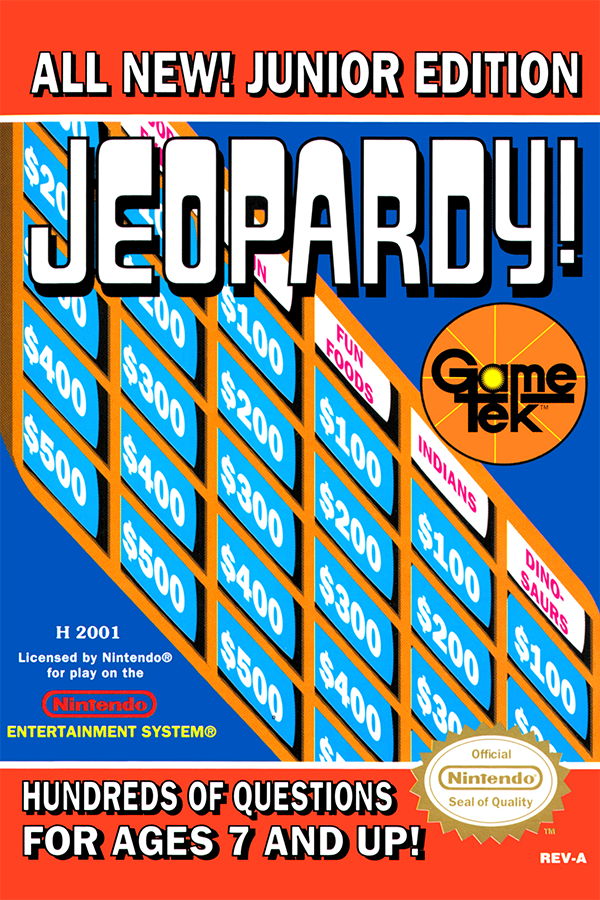 ALL NEW! JUNIOR EDITION
JEOPARDY!
$100
FUN
FOODS
Game
Tek™
$400
$300
$200
$100
INDIANS
$500
$400
$300
$200
$100
DINO-
SAURS
$500
$400
$300
$200
$100
$500
$400
H 2001
Licensed by Nintendo®
for play on the
Nintendo
ENTERTAINMENT SYSTEM®
Official
Nintendo®
Seal of Quality
TM
HUNDREDS OF QUESTIONS
FOR AGES 7 AND UP!
REV-A